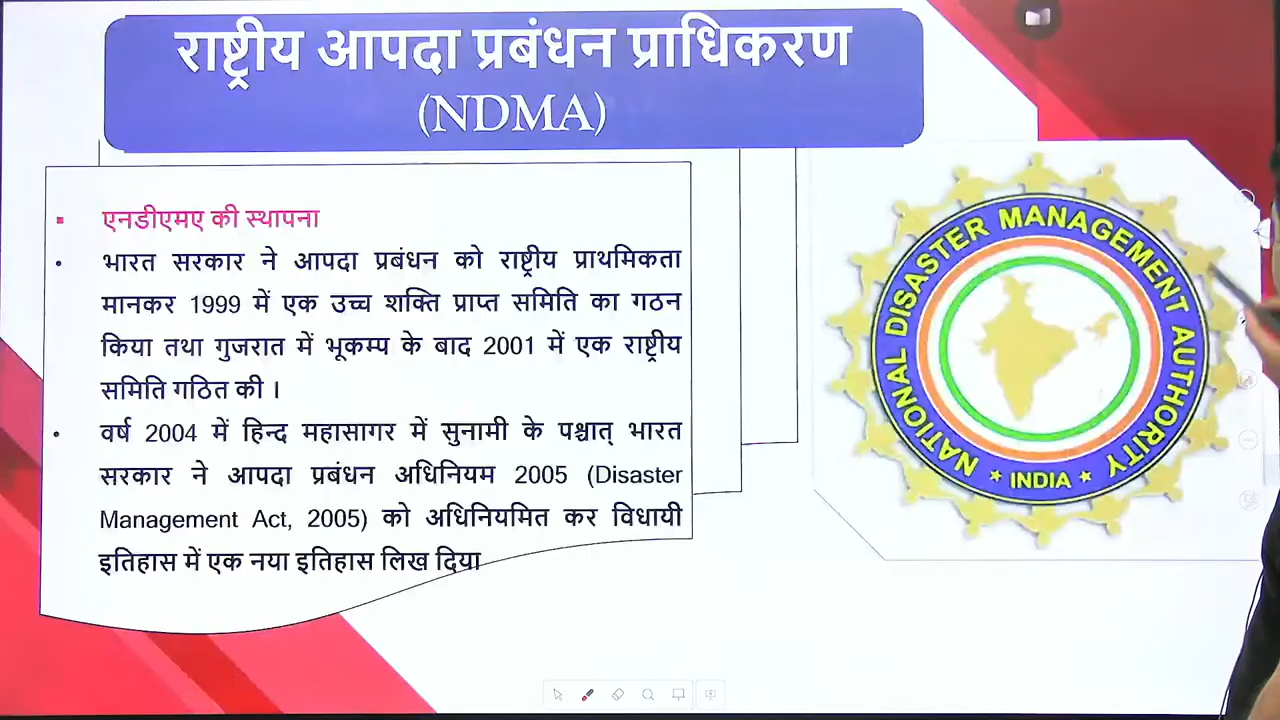 राष्ट्रीय आपदा प्रबंधन प्राधिकरण
(NDMA)
एनडीएमए की स्थापना
भारत सरकार ने आपदा प्रबंधन को राष्ट्रीय प्राथमिकता
मानकर 1999 में एक उच्च शक्ति प्राप्त समिति का गठन
किया तथा गुजरात में भूकम्प के बाद 2001 में एक राष्ट्रीय
समिति गठित की ।
वर्ष 2004 में हिन्द महासागर में सुनामी के पश्चात् भारत
सरकार ने आपदा प्रबंधन अधिनियम 2005 (Disaster
Management Act, 2005) को अधिनियमित कर विधायी
इतिहास में एक नया इतिहास लिख दिया
NATIONAL DISASTER MANAGEMENT AUTHORITY
INDIA